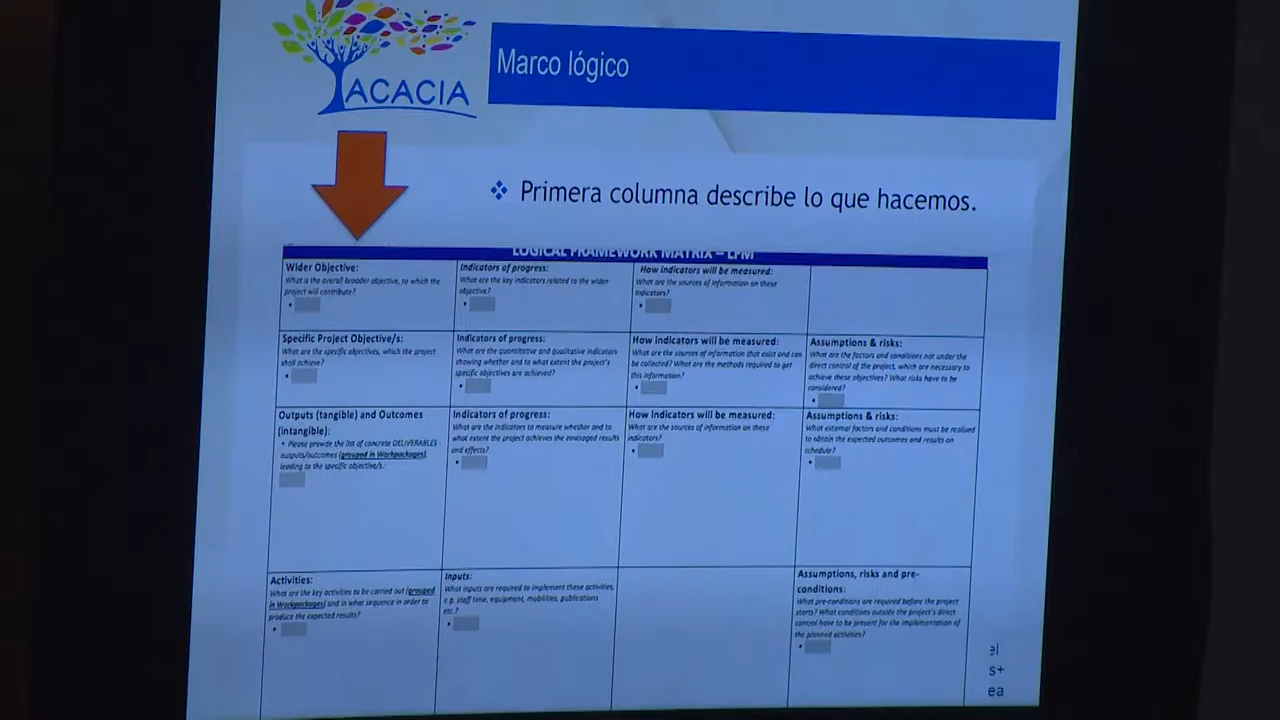 ACACIA
Marco lógico
❖ Primera columna describe lo que hacemos.
LOGICAL FRAMEWORK MATRIX – LFM
Wider Objective:
What is the overall broader objective, to which the
project will contribute?
•
Indicators of progress:
What are the key indicators related to the wider
objective?
•
How indicators will be measured:
What are the sources of information on these
indicators?
•
Specific Project Objective/s:
What are the specific objectives, which the project
shall achieve?
•
Indicators of progress:
What are the quantitative and qualitative indicators
showing whether and to what extent the project's
specific objectives are achieved?
•
How indicators will be measured:
What are the sources of information that exist and can
be collected? What are the methods required to get
this information?
•
Assumptions & risks:
What are the factors and conditions not under the
direct control of the project, which are necessary to
achieve these objectives? What risks have to be
considered?
•
Outputs (tangible) and Outcomes
(intangible):
• Please provide the list of concrete DELIVERABLES -
outputs/outcomes (grouped in Workpackages),
leading to the specific objective/s.:
Indicators of progress:
What are the indicators to measure whether and to
what extent the project achieves the envisaged results
and effects?
•
How indicators will be measured:
What are the sources of information on these
indicators?
•
Assumptions & risks:
What external factors and conditions must be realised
to obtain the expected outcomes and results on
schedule?
•
Activities:
What are the key activities to be carried out (grouped
in Workpackages) and in what sequence in order to
produce the expected results?
•
Inputs:
What inputs are required to implement these activities,
e.g. staff time, equipment, mobilities, publications
etc.?
•
Assumptions, risks and pre-
conditions:
What pre-conditions are required before the project
starts? What conditions outside the project's direct
control have to be present for the implementation of
the planned activities?
•
el
s+
ea